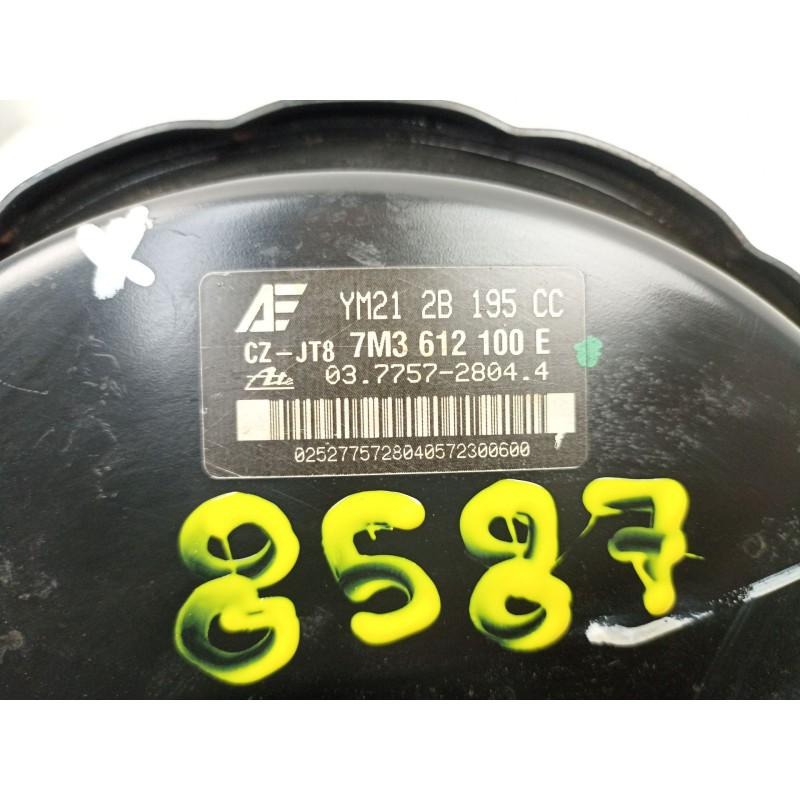 AE YM21 2B 195 CC
CZ-JT8 7M3 612 100 E
Ate 03.7757-2804.4
0252775728040572300600
8587